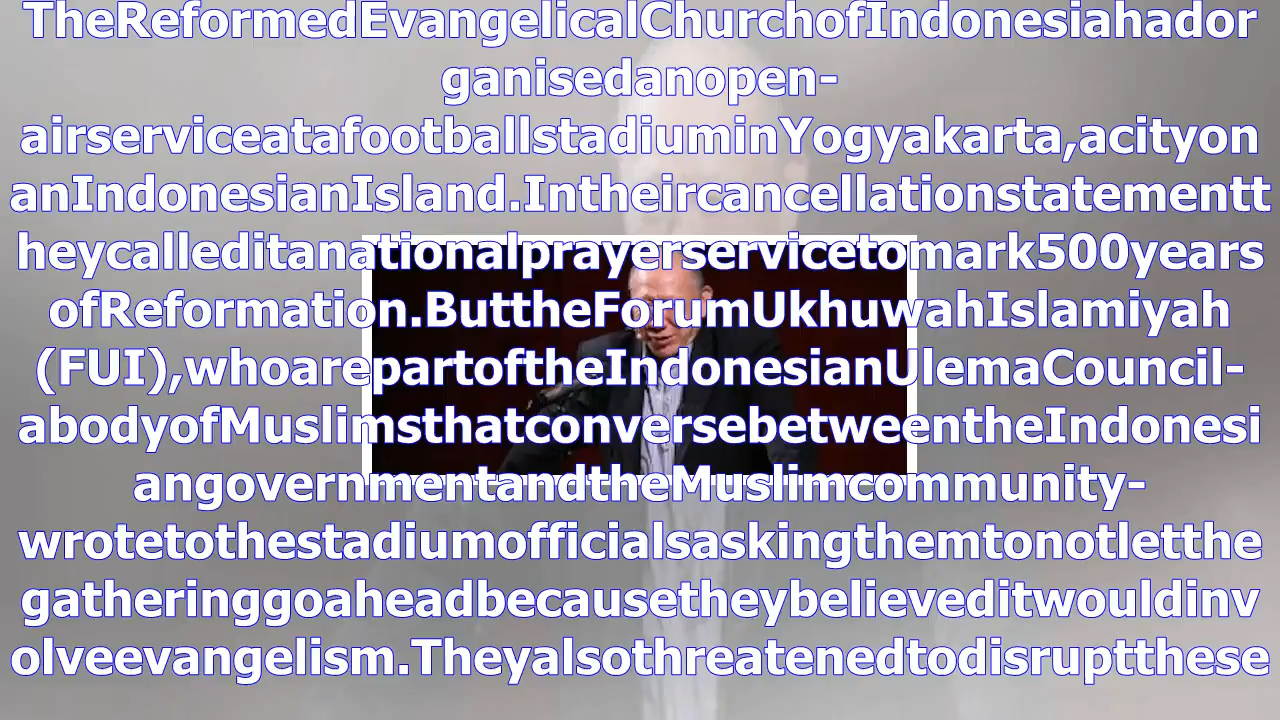 TheReformedEvangelicalChurchofIndonesiahador
ganisedanopen-
airserviceatafootballstadiuminYogyakarta,acityon
anIndonesianIsland.Intheircancellationstatementt
heycalleditanationalprayerservicetomark500years
ofReformation.ButtheForumUkhuwahIslamiyah
(FUI),whoarepartoftheIndonesianUlemaCouncil-
abodyofMuslimsthatconversebetweentheIndonesi
angovernmentandtheMuslimcommunity-
wrotetothestadiumofficialsaskingthemtonotletthe
gatheringgoaheadbecausetheybelieveditwouldinv
olveevangelism.Theyalsothreatenedtodisruptthese